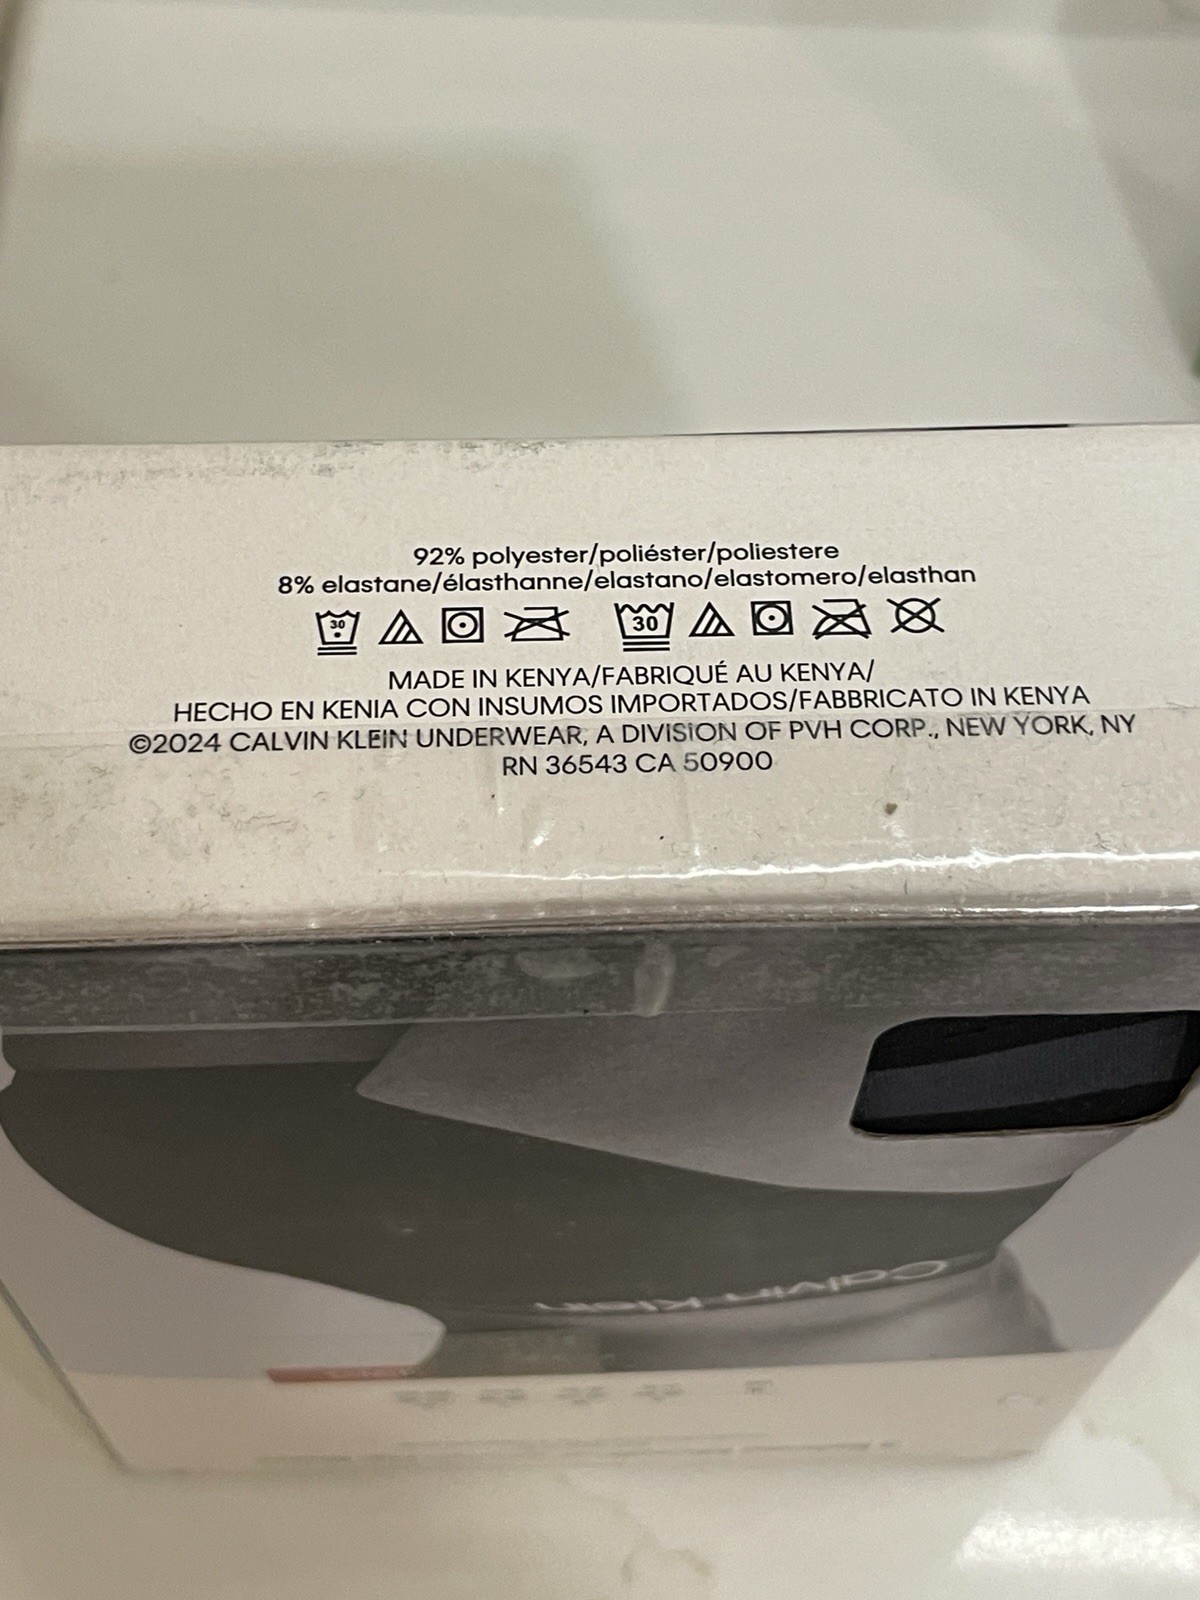 92% polyester/poliéster/poliestere
8% elastane/élasthanne/elastano/elastomero/elasthan
30 30
MADE IN KENYA/FABRIQUÉ AU KENYA/
HECHO EN KENIA CON INSUMOS IMPORTADOS/FABBRICATO IN KENYA
©2024 CALVIN KLEIN UNDERWEAR, A DIVISION OF PVH CORP., NEW YORK, NY
RN 36543 CA 50900
Calvin Klein